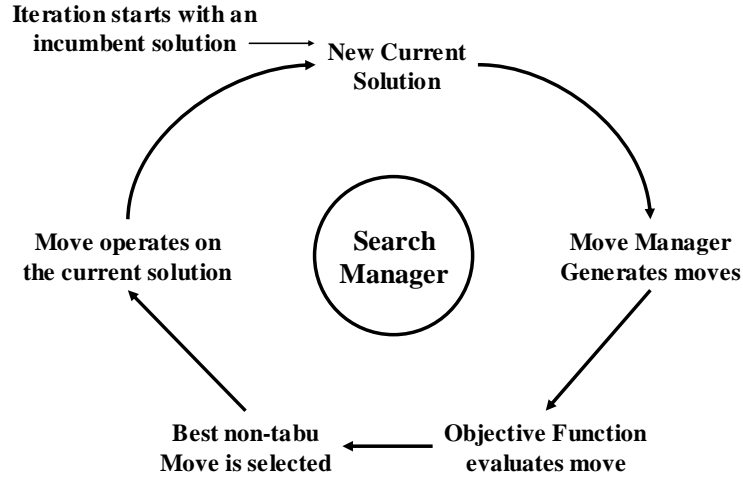 Iteration starts with an
incumbent solution
New Current
Solution
Move Manager
Generates moves
Objective Function
evaluates move
Best non-tabu
Move is selected
Move operates on
the current solution
Search
Manager